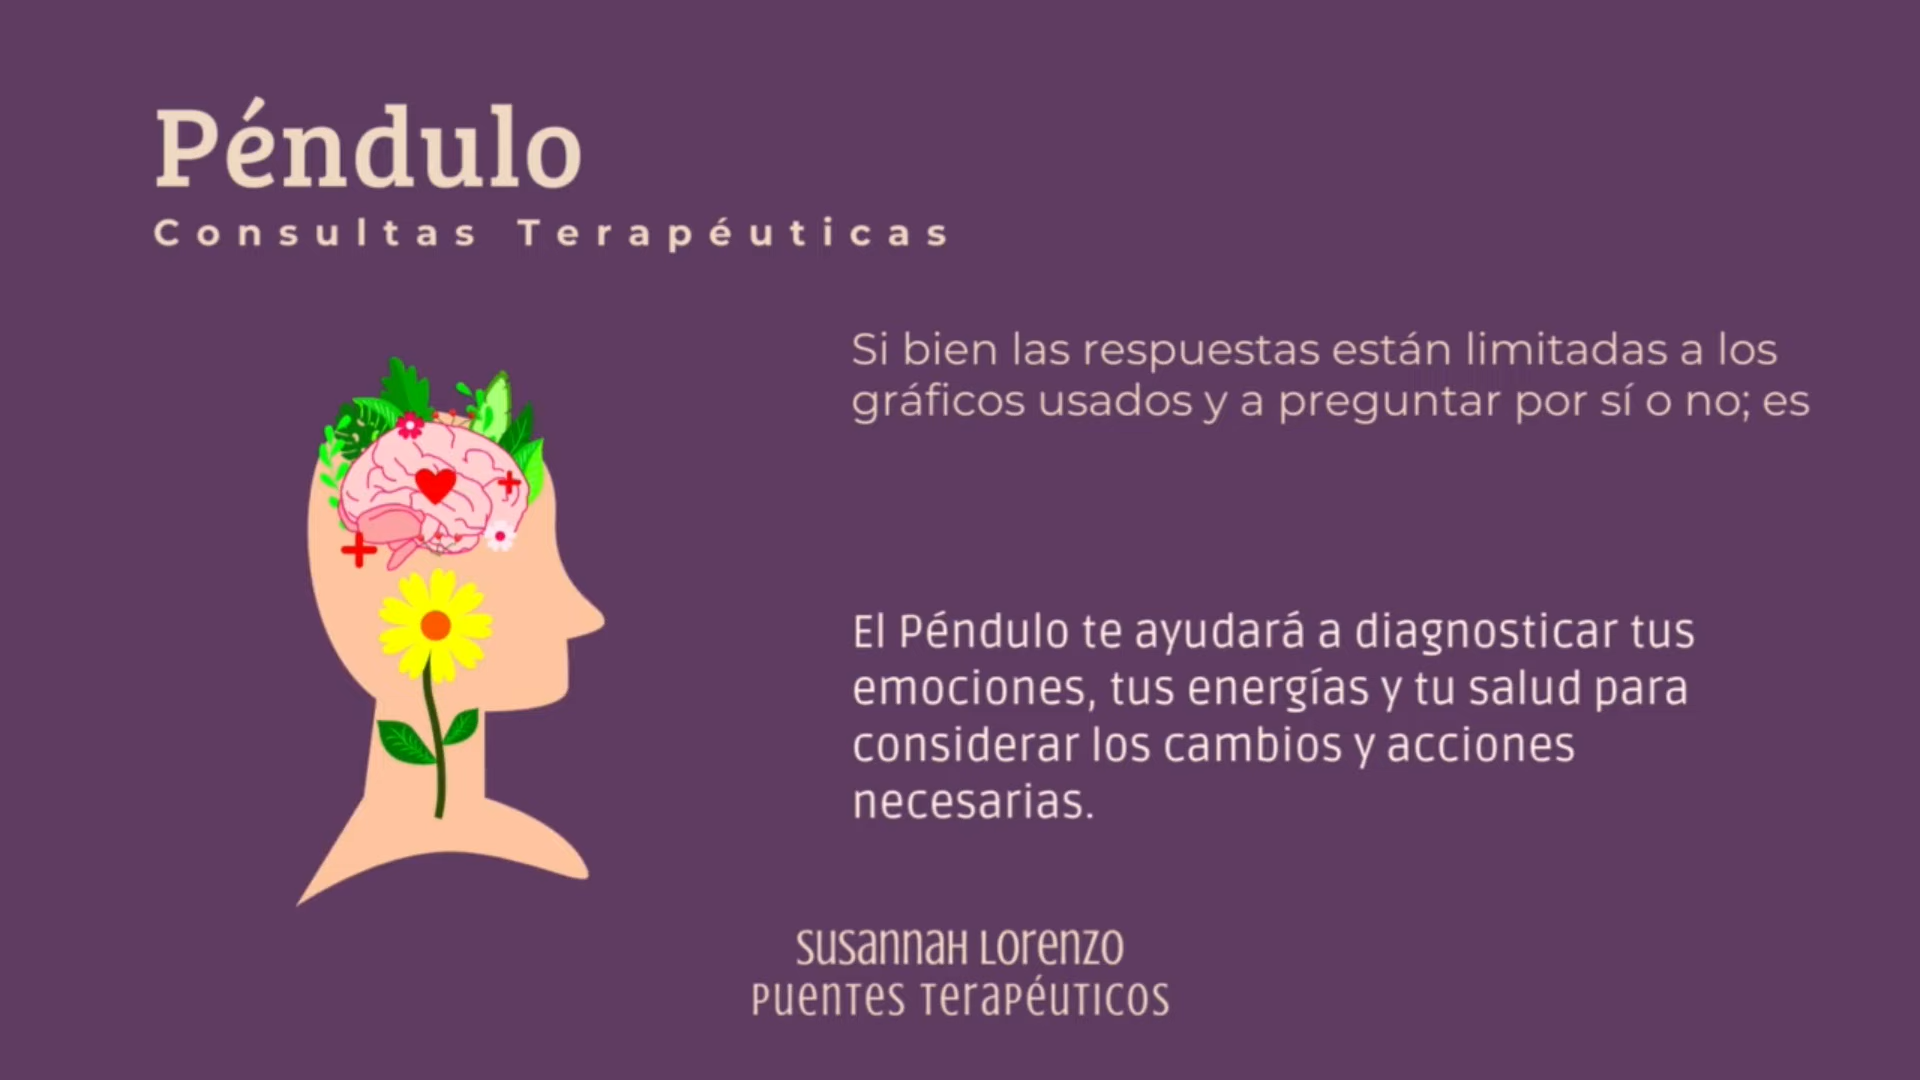 Péndulo
Consultas Terapéuticas
Si bien las respuestas están limitadas a los
gráficos usados y a preguntar por sí o no; es
El Péndulo te ayudará a diagnosticar tus
emociones, tus energías y tu salud para
considerar los cambios y acciones
necesarias.
Susannah Lorenzo
Puentes Terapéuticos